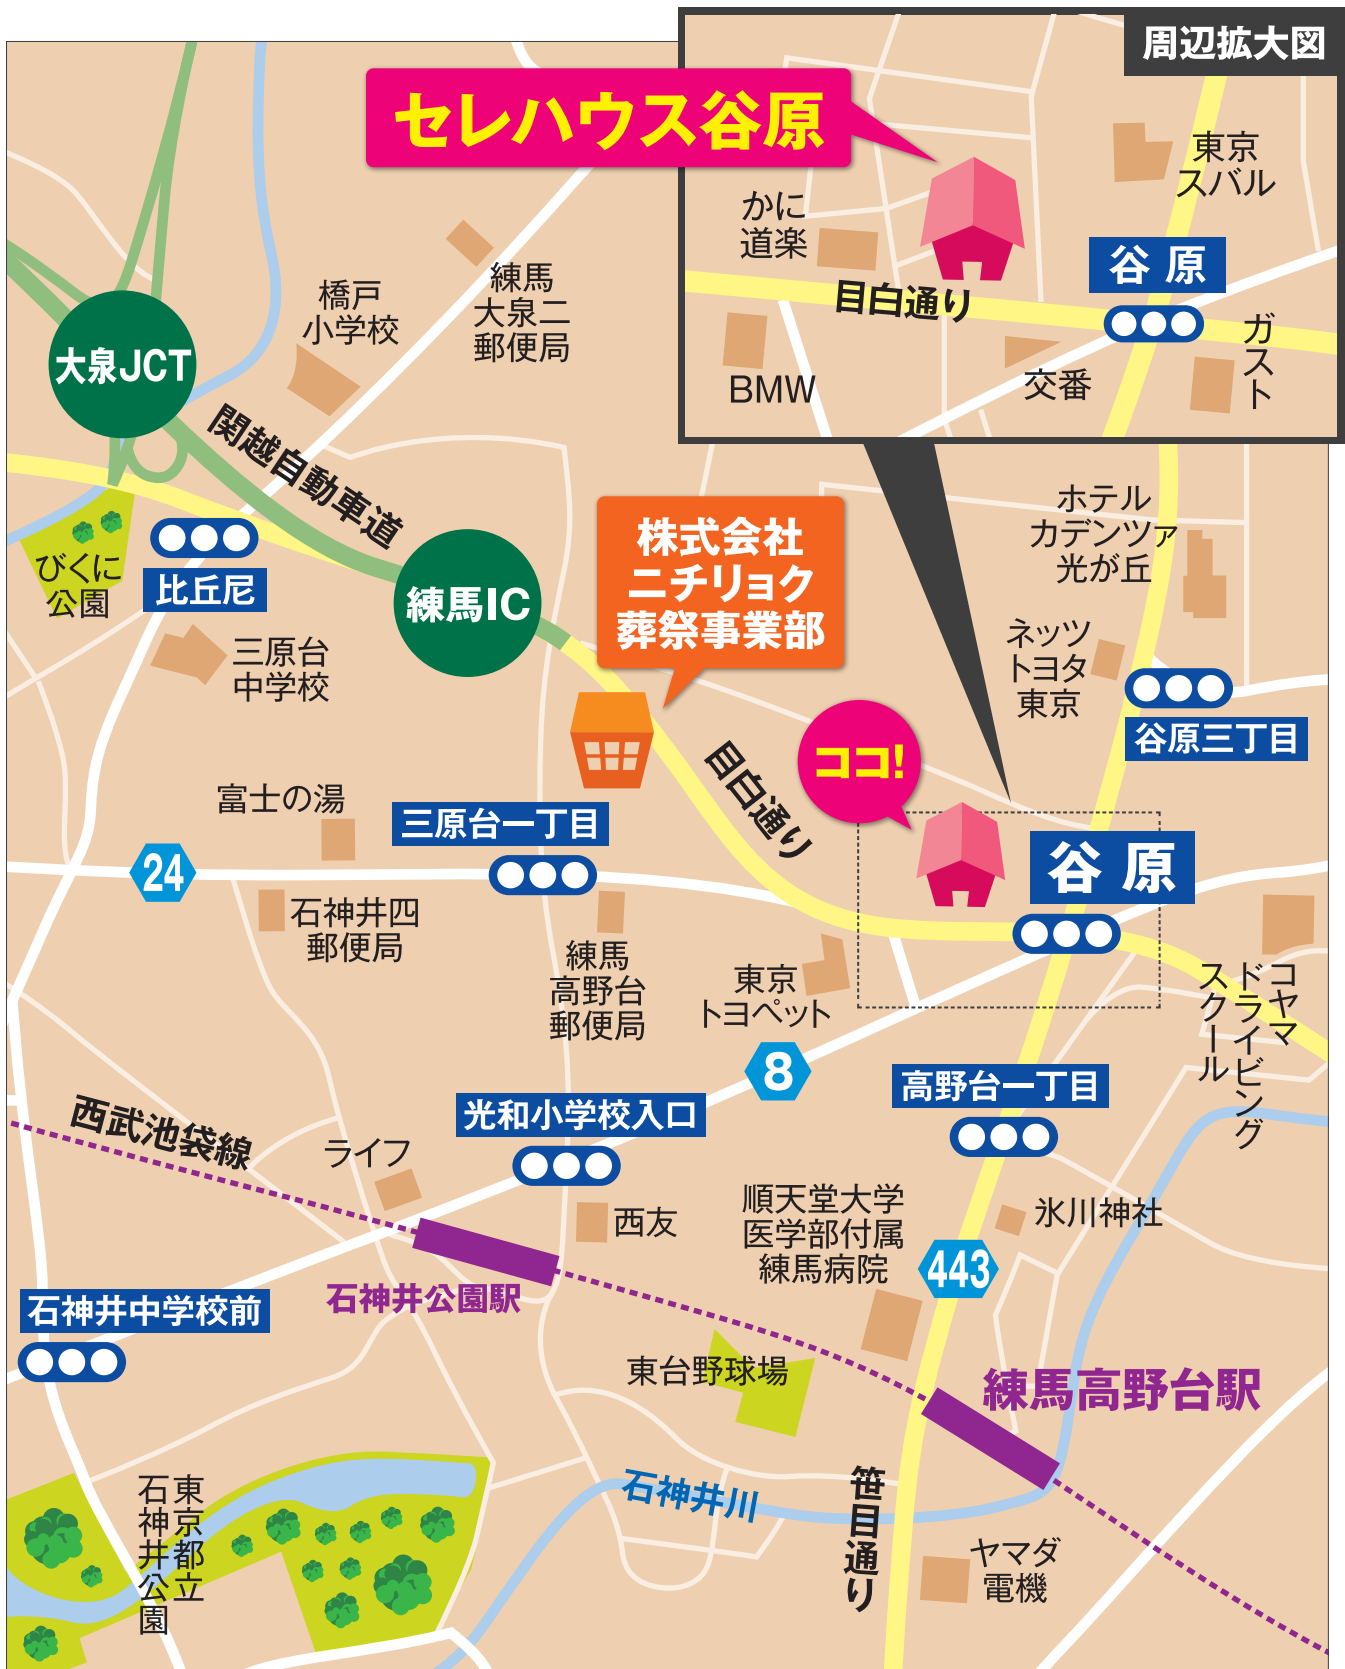 周辺拡大図
セレハウス谷原
東京
スバル
かに
道楽
谷 原
目白通り
ガスト
BMW
交番
橋戸
小学校
練馬
大泉二
郵便局
大泉JCT
関越自動車道
びくに
公園
比丘尼
練馬IC
株式会社
ニチリョク
葬祭事業部
ホテル
カデンツァ
光が丘
ネッツ
トヨタ
東京
谷原三丁目
三原台
中学校
目白通り
ココ!
富士の湯
三原台一丁目
24
谷 原
石神井四
郵便局
練馬
高野台
郵便局
東京
トヨペット
コヤマ
ドライビング
スクール
8
高野台一丁目
西武池袋線
光和小学校入口
ライフ
西友
順天堂大学
医学部付属
練馬病院
氷川神社
443
石神井公園駅
石神井中学校前
東台野球場
練馬高野台駅
東京都立
石神井公園
石神井川
笹目通り
ヤマダ
電機